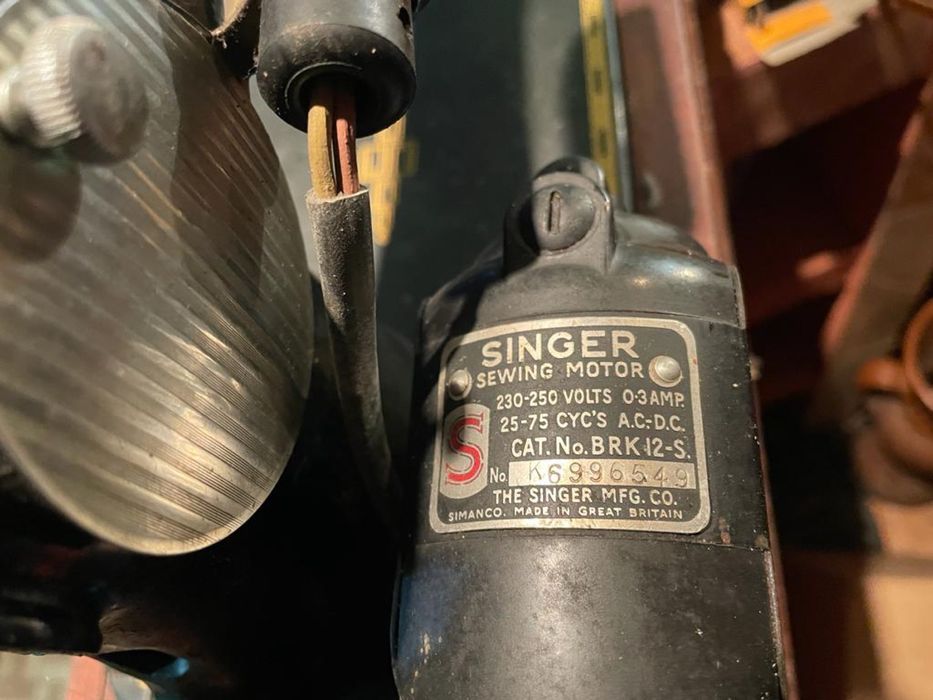 SINGER
SEWING MOTOR
230-250 VOLTS 0·3 AMP.
25-75 CYC'S A.C.-D.C.
S
CAT. No. BRK·12-S.
No. K6996549
THE SINGER MFG. CO.
SIMANCO. MADE IN GREAT BRITAIN